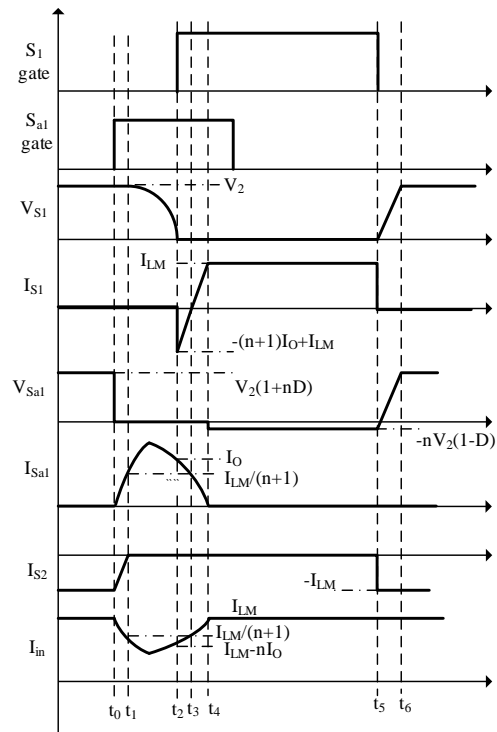 S1
gate
Sa1
gate
V2
VS1
ILM
IS1
-(n+1)IO+ILM
VSa1
V2(1+nD)
-nV2(1-D)
IO
ISa1
ILM/(n+1)
IS2
-ILM
ILM
ILM/(n+1)
Iin
ILM-nIO
t0 t1 t2 t3 t4 t5 t6